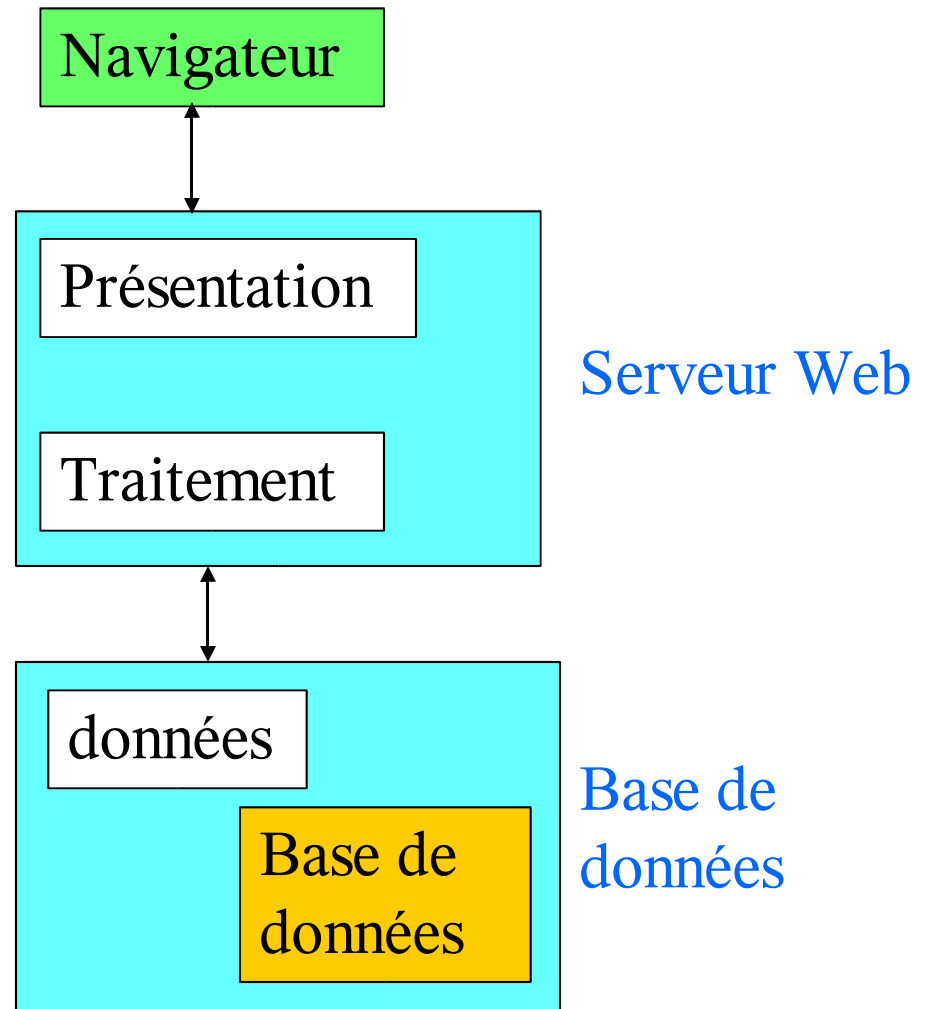 Navigateur
Présentation
Serveur Web
Traitement
données
Base de
données
Base de
données